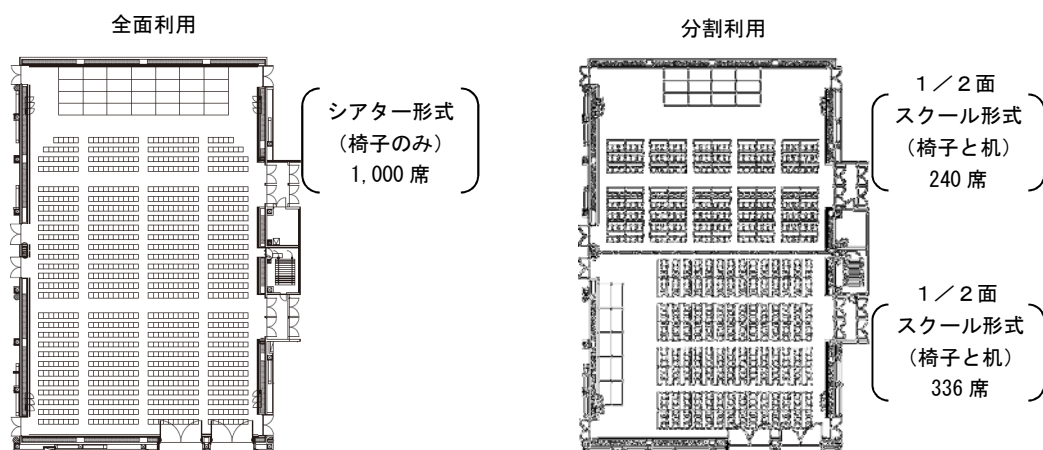 全面利用
シアター形式
(椅子のみ)
1,000 席
分割利用
1/2面
スクール形式
(椅子と机)
240 席
1/2面
スクール形式
(椅子と机)
336 席